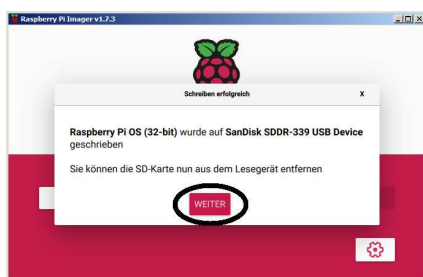 Raspberry Pi Imager v1.7.3
Schreiben erfolgreich
X
Raspberry Pi OS (32-bit) wurde auf SanDisk SDDR-339 USB Device
geschrieben
Sie können die SD-Karte nun aus dem Lesegerät entfernen
WEITER